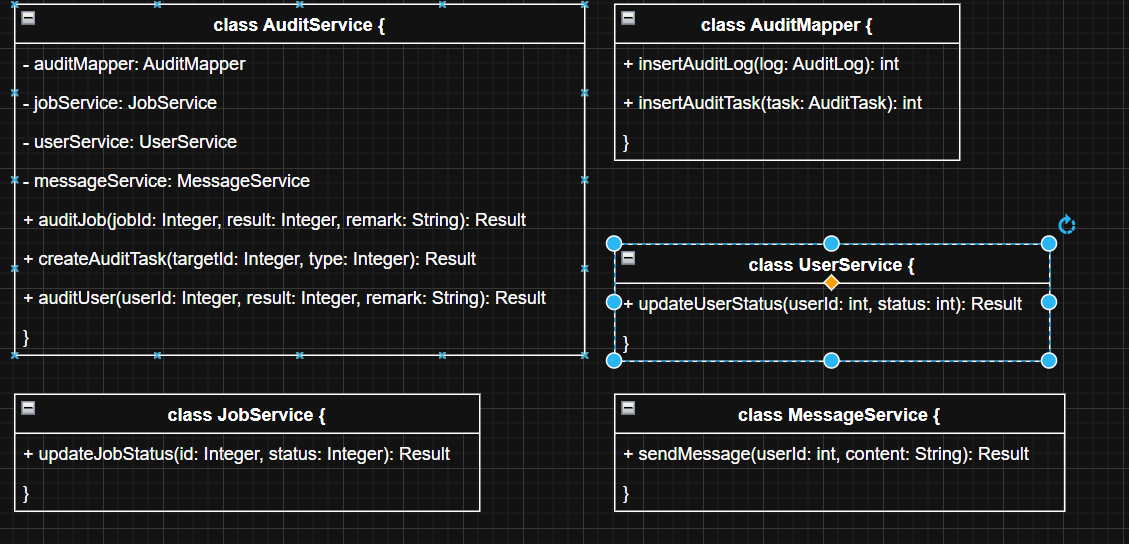 class AuditService {
- auditMapper: AuditMapper
- jobService: JobService
- userService: UserService
- messageService: MessageService
+ auditJob(jobId: Integer, result: Integer, remark: String): Result
+ createAuditTask(targetId: Integer, type: Integer): Result
+ auditUser(userId: Integer, result: Integer, remark: String): Result
}
class AuditMapper {
+ insertAuditLog(log: AuditLog): int
+ insertAuditTask(task: AuditTask): int
}
class UserService {
+ updateUserStatus(userId: int, status: int): Result
}
class JobService {
+ updateJobStatus(id: Integer, status: Integer): Result
}
class MessageService {
+ sendMessage(userId: int, content: String): Result
}